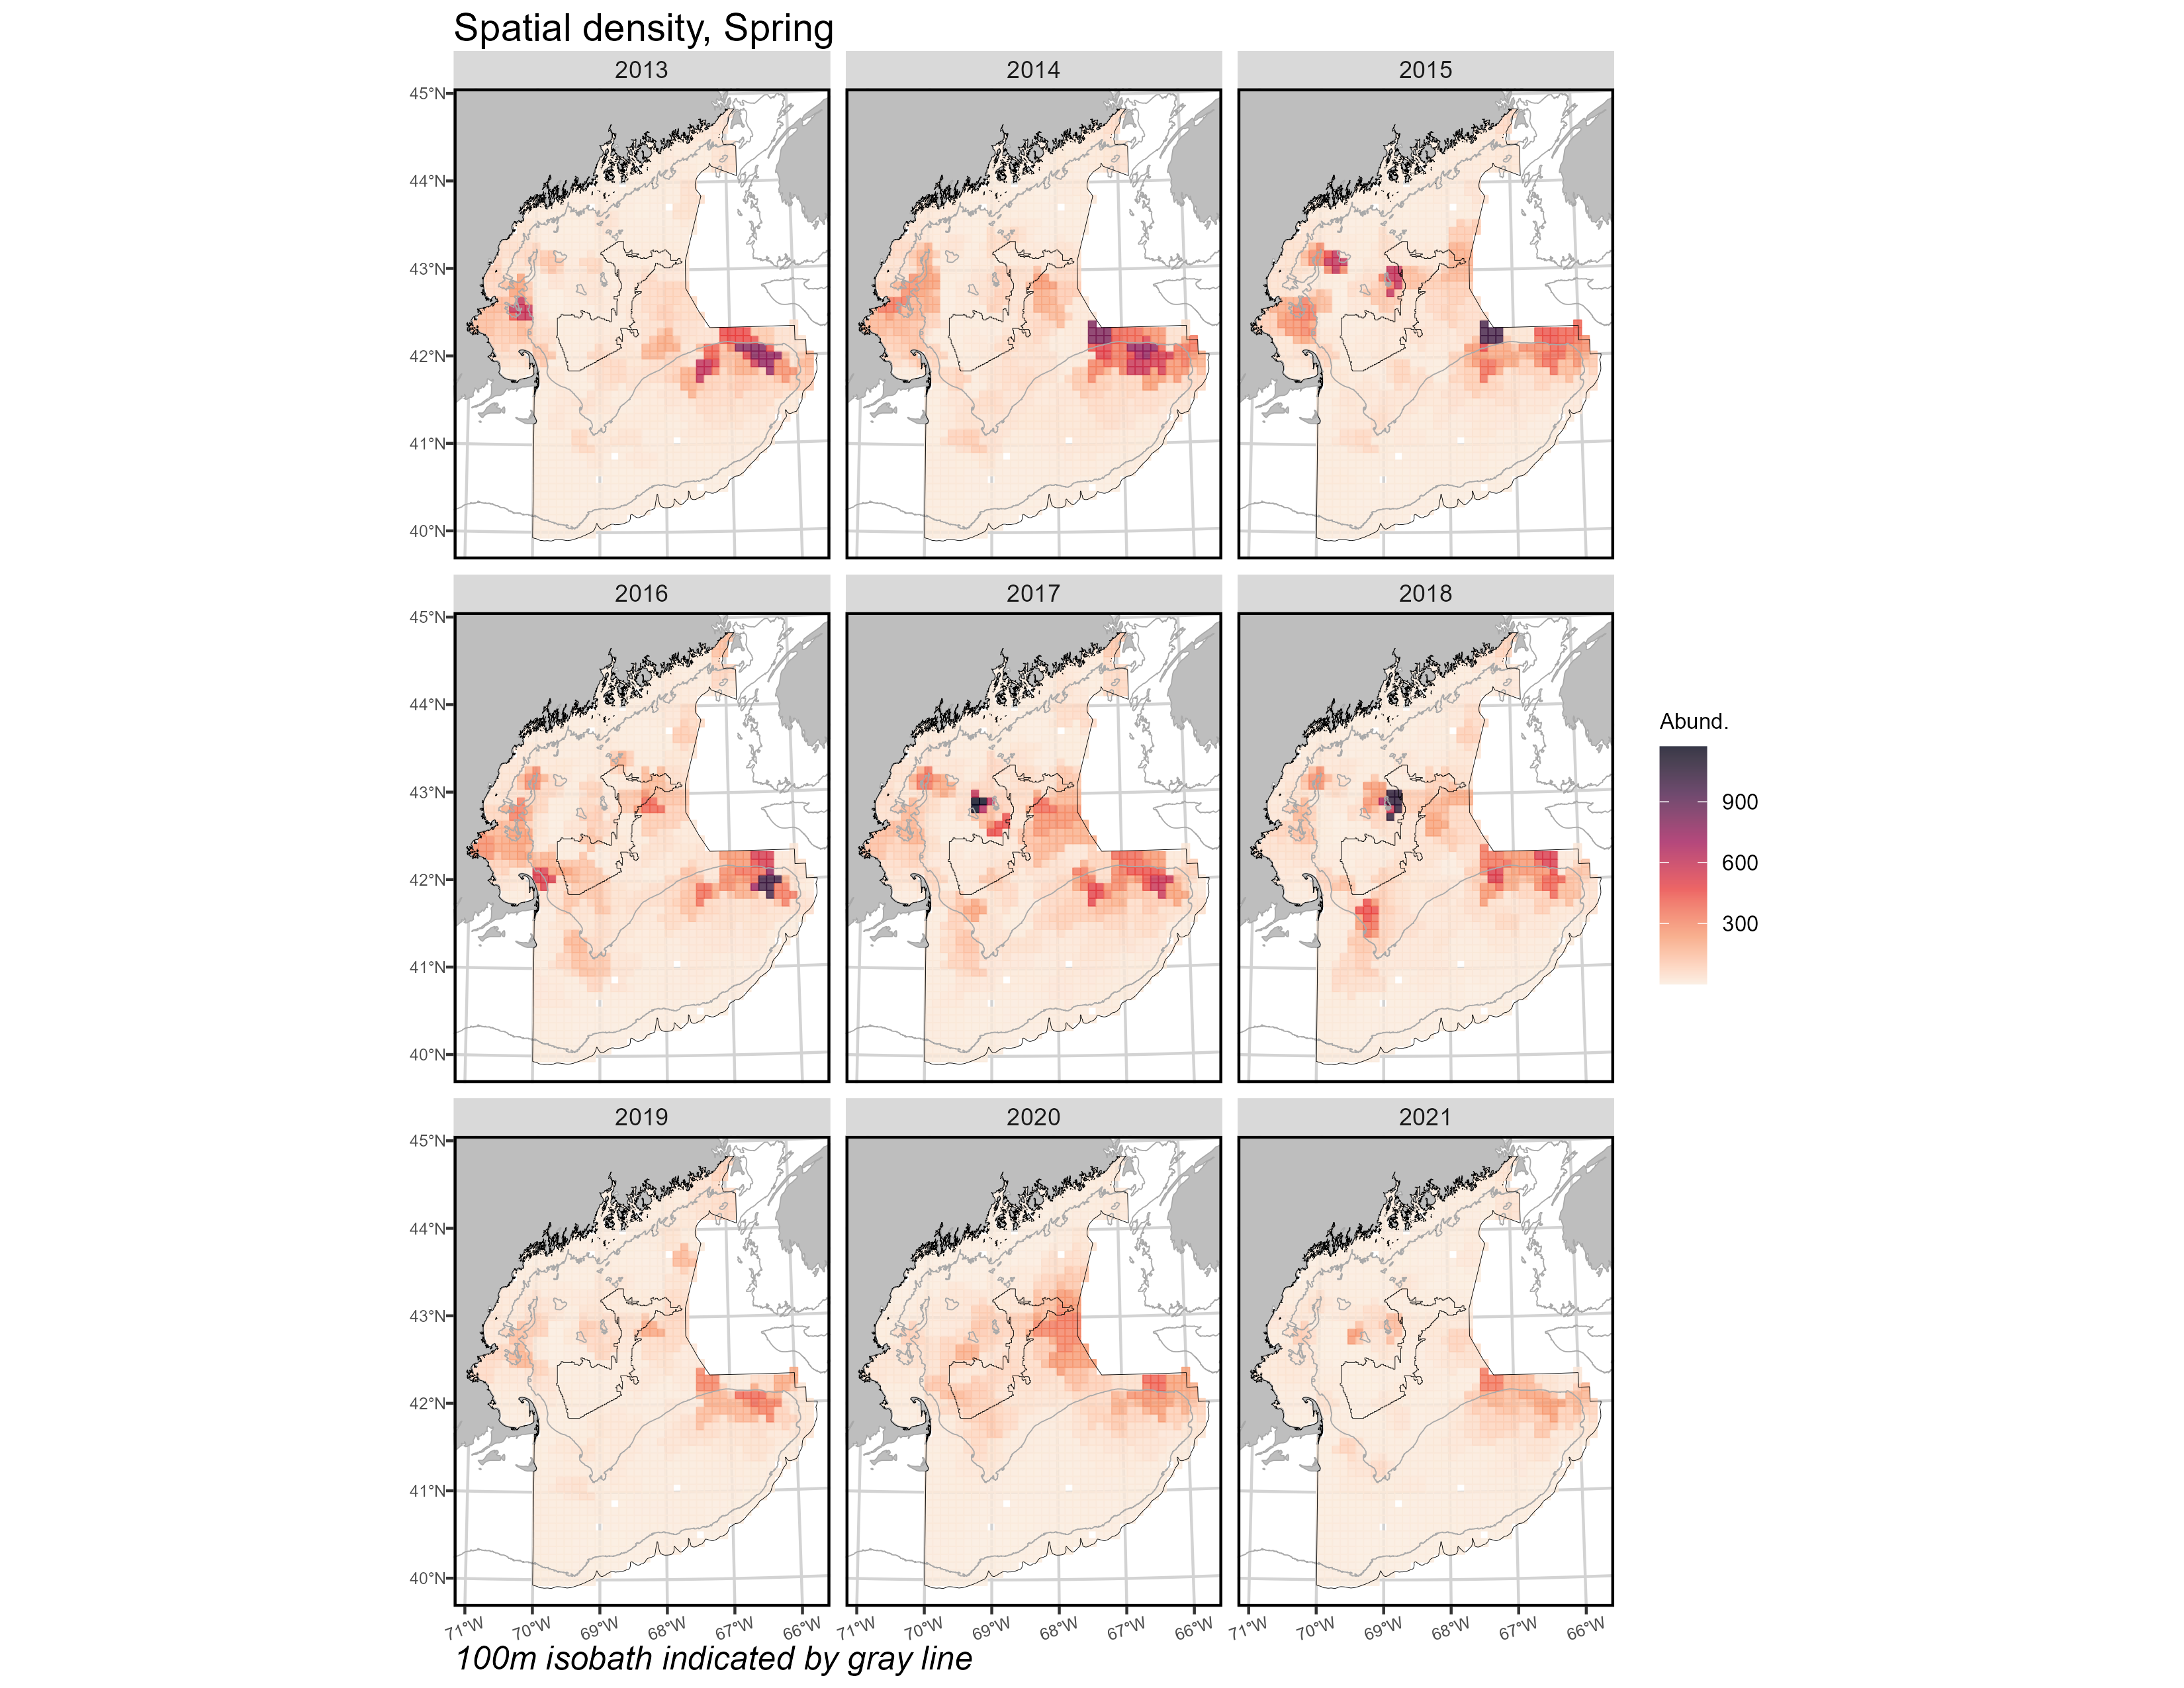 Spatial density, Spring
2013
2014
2015
45°N
44°N
43°N
42°N
41°N
40°N
2016
2017
2018
45°N
44°N
43°N
42°N
41°N
40°N
Abund.
900
600
300
2019
2020
2021
45°N
44°N
43°N
42°N
41°N
40°N
71°W 70°W 69°W 68°W 67°W 66°W 71°W 70°W 69°W 68°W 67°W 66°W 71°W 70°W 69°W 68°W 67°W 66°W
100m isobath indicated by gray line